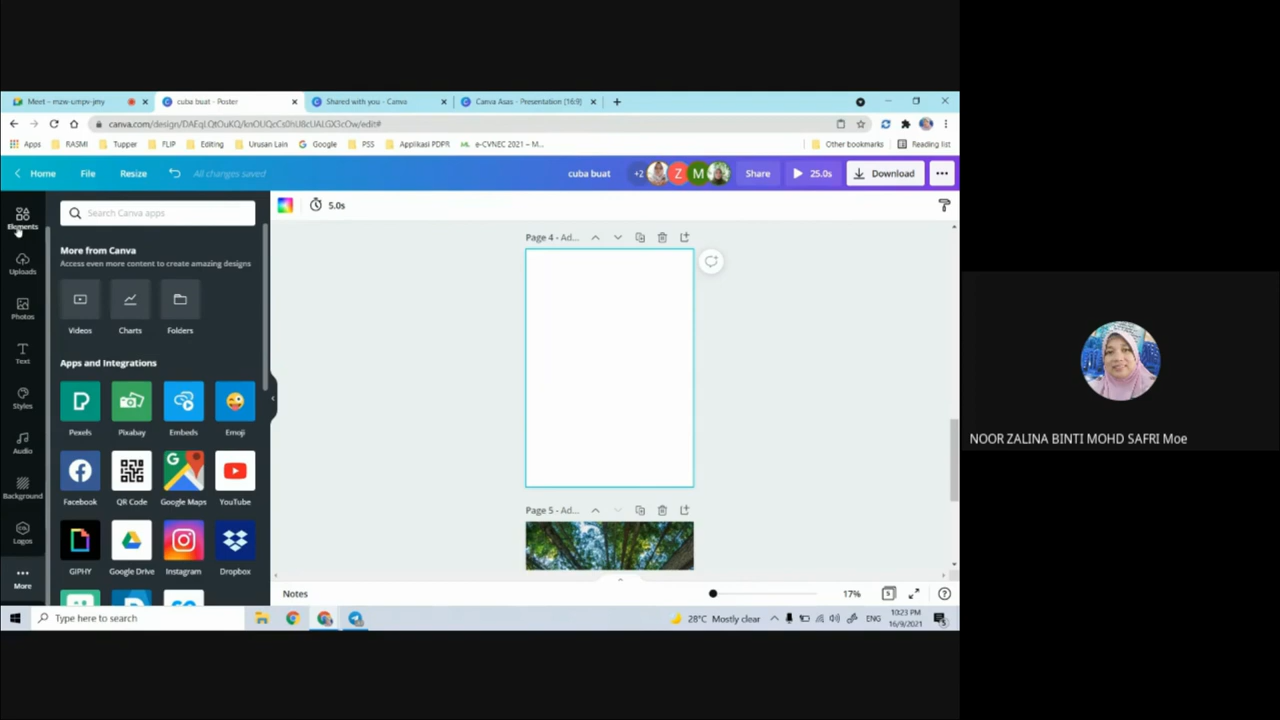 Meet - mzw-umpv-jmy
cuba buat - Poster
Shared with you - Canva
Canva Asas - Presentation (16:9)
Apps
RASMI
Tupper
FLIP
Editing
Urusan Lain
Google
PSS
Applikasi PDPR
e-CVNEC 2021 – M...
Other bookmarks
Reading list
Home
File
Resize
All changes saved
cuba buat
+2
Z
M
Share
25.0s
Download
Elements
Uploads
Photos
Text
Styles
Audio
Background
Logos
More
Search Canva apps
More from Canva
Access even more content to create amazing designs
Videos
Charts
Folders
Apps and Integrations
Pexels
Pixabay
Embeds
Emoji
Facebook
QR Code
Google Maps
YouTube
GIPHY
Google Drive
Instagram
Dropbox
5.0s
Page 4 - Ad...
Page 5 - Ad...
Notes
17%
5
Type here to search
28°C Mostly clear
ENG
10:23 PM
16/9/2021
NOOR ZALINA BINTI MOHD SAFRI Moe